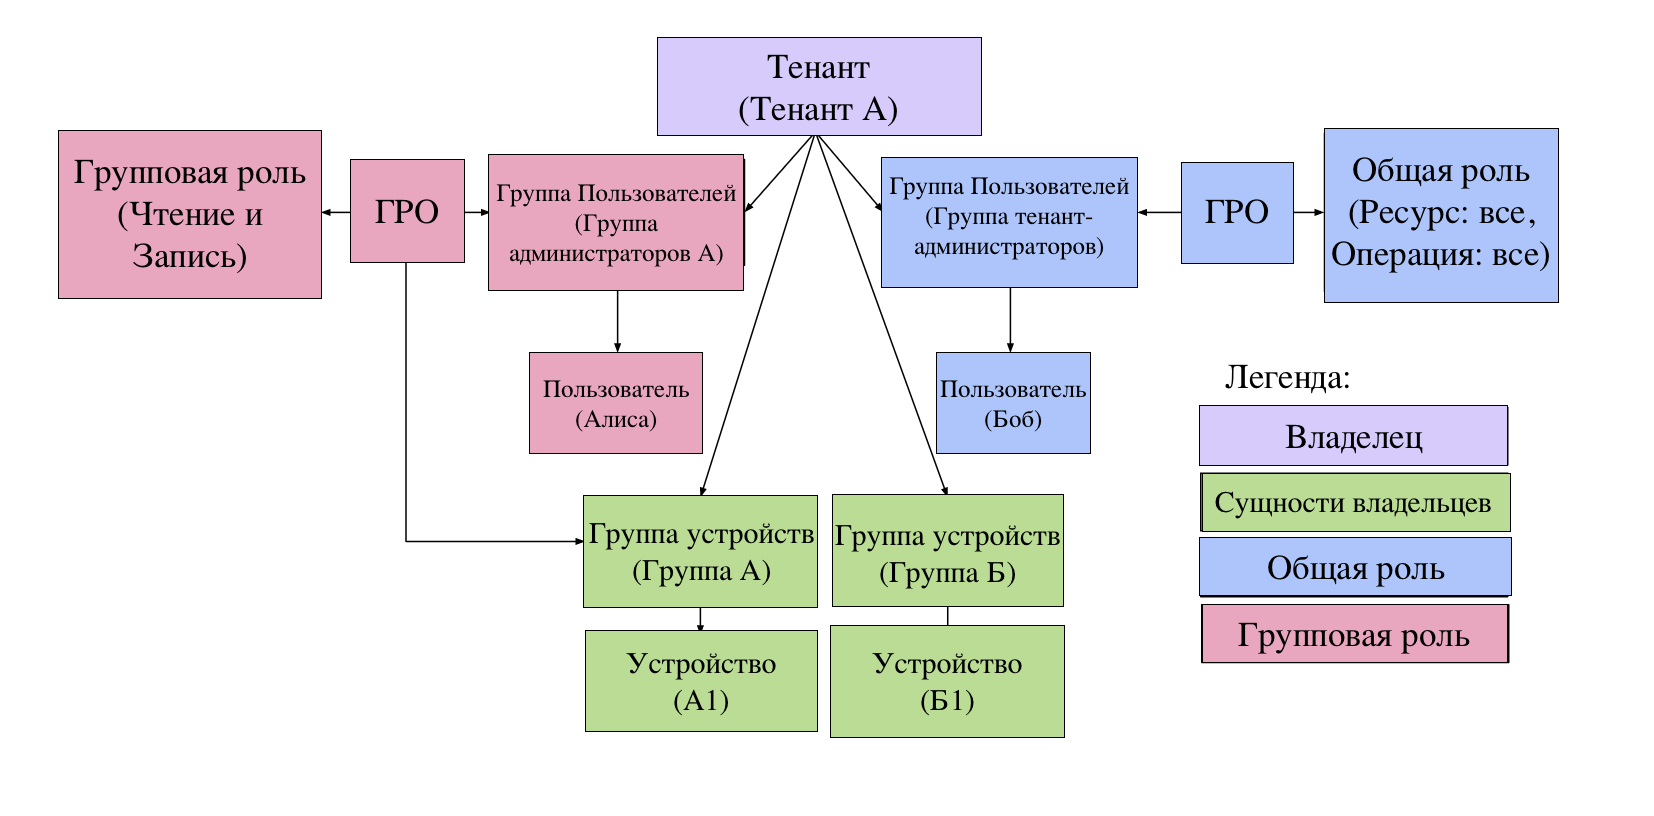 Тенант
(Тенант А)
Групповая роль
(Чтение и
Запись)
ГРО
Группа Пользователей
(Группа
администраторов А)
Группа Пользователей
(Группа тенант-
администраторов)
ГРО
Общая роль
(Ресурс: все,
Операция: все)
Пользователь
(Алиса)
Пользователь
(Боб)
Группа устройств
(Группа А)
Группа устройств
(Группа Б)
Устройство
(А1)
Устройство
(Б1)
Легенда:
Владелец
Сущности владельцев
Общая роль
Групповая роль